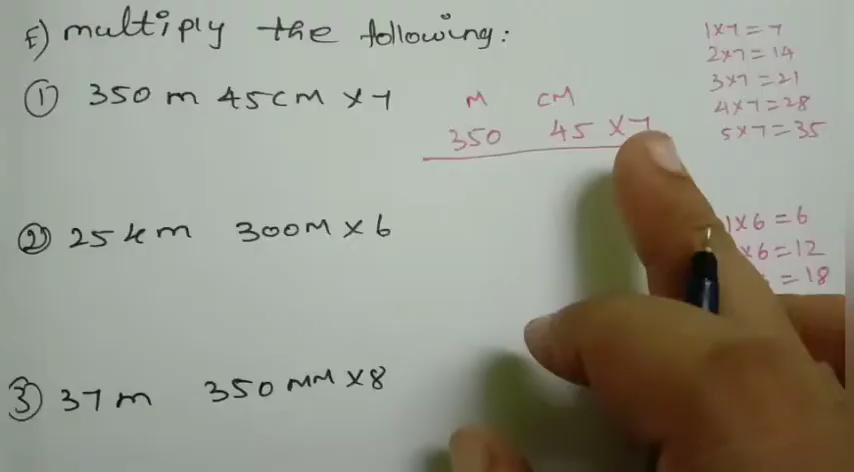 E) multiply the following:
① 350 m 45 CM × 7
M CM
350 45 × 7
1×7=7
2×7=14
3×7=21
4×7=28
5×7=35
② 25 km 300M × 6
1×6=6
×6=12
=18
③ 37 m 350 MM × 8